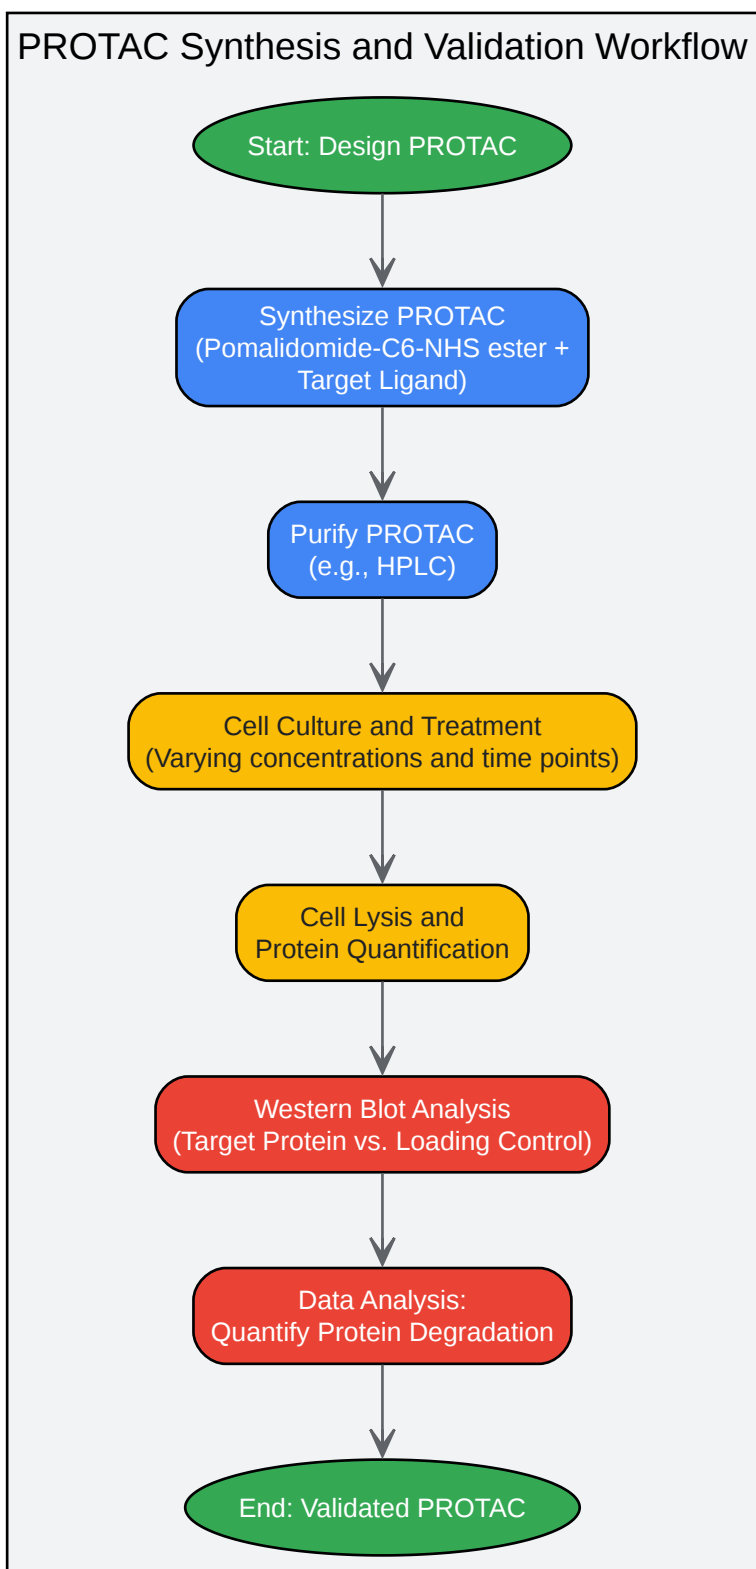 PROTAC Synthesis and Validation Workflow
Start: Design PROTAC
Synthesize PROTAC
(Pomalidomide-C6-NHS ester +
Target Ligand)
Purify PROTAC
(e.g., HPLC)
Cell Culture and Treatment
(Varying concentrations and time points)
Cell Lysis and
Protein Quantification
Western Blot Analysis
(Target Protein vs. Loading Control)
Data Analysis:
Quantify Protein Degradation
End: Validated PROTAC